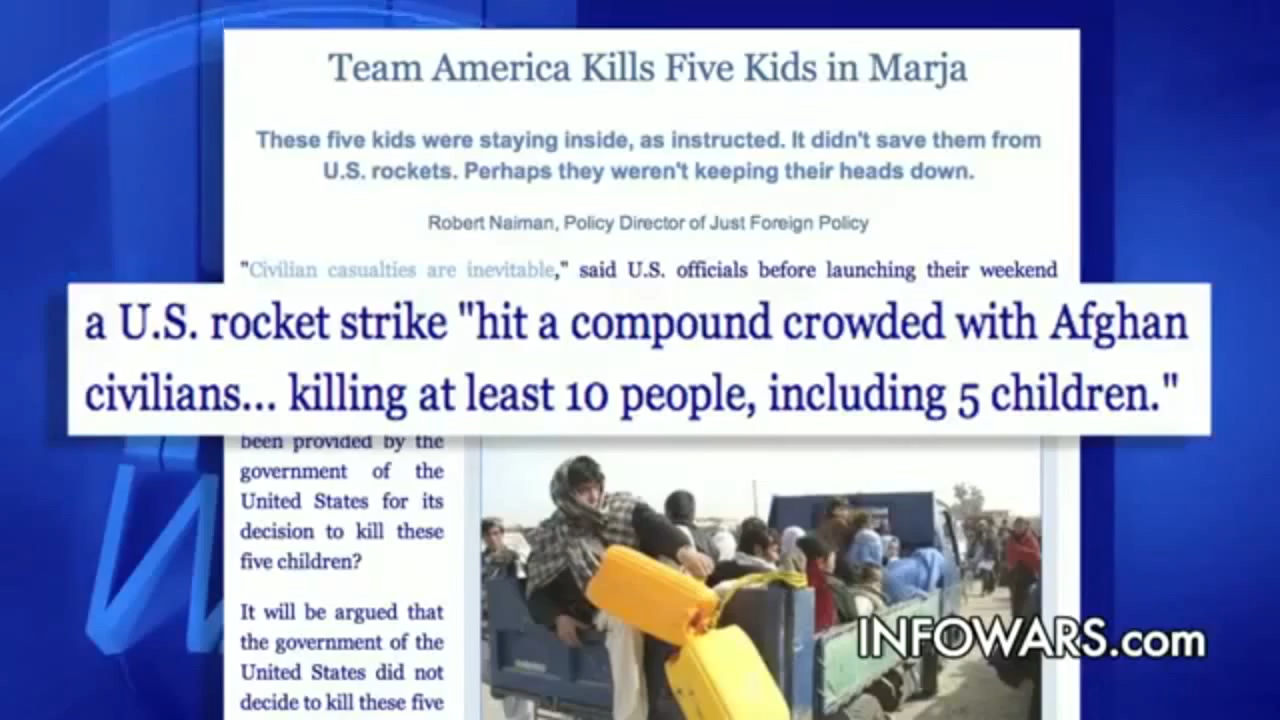 Team America Kills Five Kids in Marja
These five kids were staying inside, as instructed. It didn't save them from
U.S. rockets. Perhaps they weren't keeping their heads down.
Robert Naiman, Policy Director of Just Foreign Policy
"Civilian casualties are inevitable," said U.S. officials before launching their weekend
a U.S. rocket strike "hit a compound crowded with Afghan
civilians... killing at least 10 people, including 5 children."
been provided by the
government of the
United States for its
decision to kill these
five children?
It will be argued that
the government of the
United States did not
decide to kill these five
INFOWARS.com